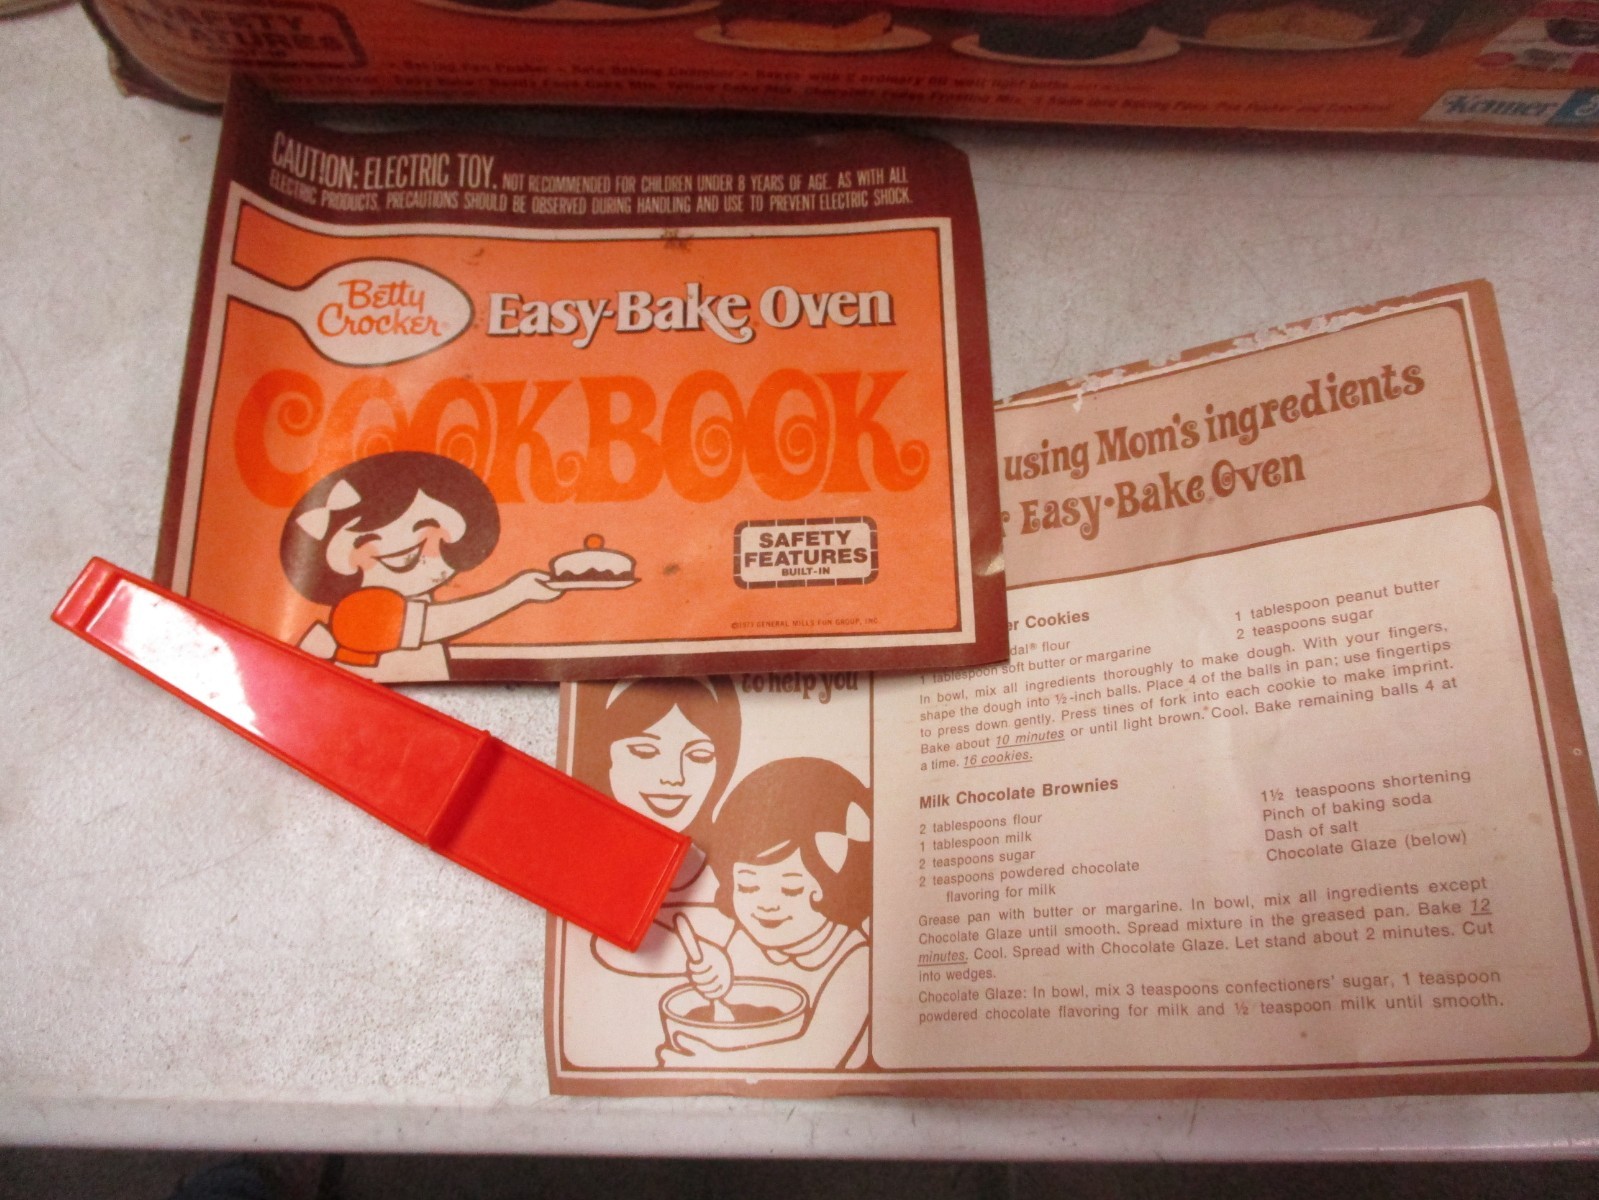 SAFETY
FEATURES
Kenner
CAUTION: ELECTRIC TOY. NOT RECOMMENDED FOR CHILDREN UNDER 8 YEARS OF AGE. AS WITH ALL
ELECTRIC PRODUCTS, PRECAUTIONS SHOULD BE OBSERVED DURING HANDLING AND USE TO PREVENT ELECTRIC SHOCK.
Betty
Crocker
Easy-Bake Oven
COOKBOOK
SAFETY
FEATURES
BUILT-IN
©1973 GENERAL MILLS FUN GROUP, INC.
using Mom's ingredients
r Easy-Bake Oven
to help you
er Cookies
dal® flour
1 tablespoon soft butter or margarine
1 tablespoon peanut butter
2 teaspoons sugar
In bowl, mix all ingredients thoroughly to make dough. With your fingers,
shape the dough into ½-inch balls. Place 4 of the balls in pan; use fingertips
to press down gently. Press tines of fork into each cookie to make imprint.
Bake about 10 minutes or until light brown. Cool. Bake remaining balls 4 at
a time. 16 cookies.
Milk Chocolate Brownies
2 tablespoons flour
1 tablespoon milk
2 teaspoons sugar
2 teaspoons powdered chocolate
flavoring for milk
1½ teaspoons shortening
Pinch of baking soda
Dash of salt
Chocolate Glaze (below)
Grease pan with butter or margarine. In bowl, mix all ingredients except
Chocolate Glaze until smooth. Spread mixture in the greased pan. Bake 12
minutes. Cool. Spread with Chocolate Glaze. Let stand about 2 minutes. Cut
into wedges.
Chocolate Glaze: In bowl, mix 3 teaspoons confectioners' sugar, 1 teaspoon
powdered chocolate flavoring for milk and ½ teaspoon milk until smooth.